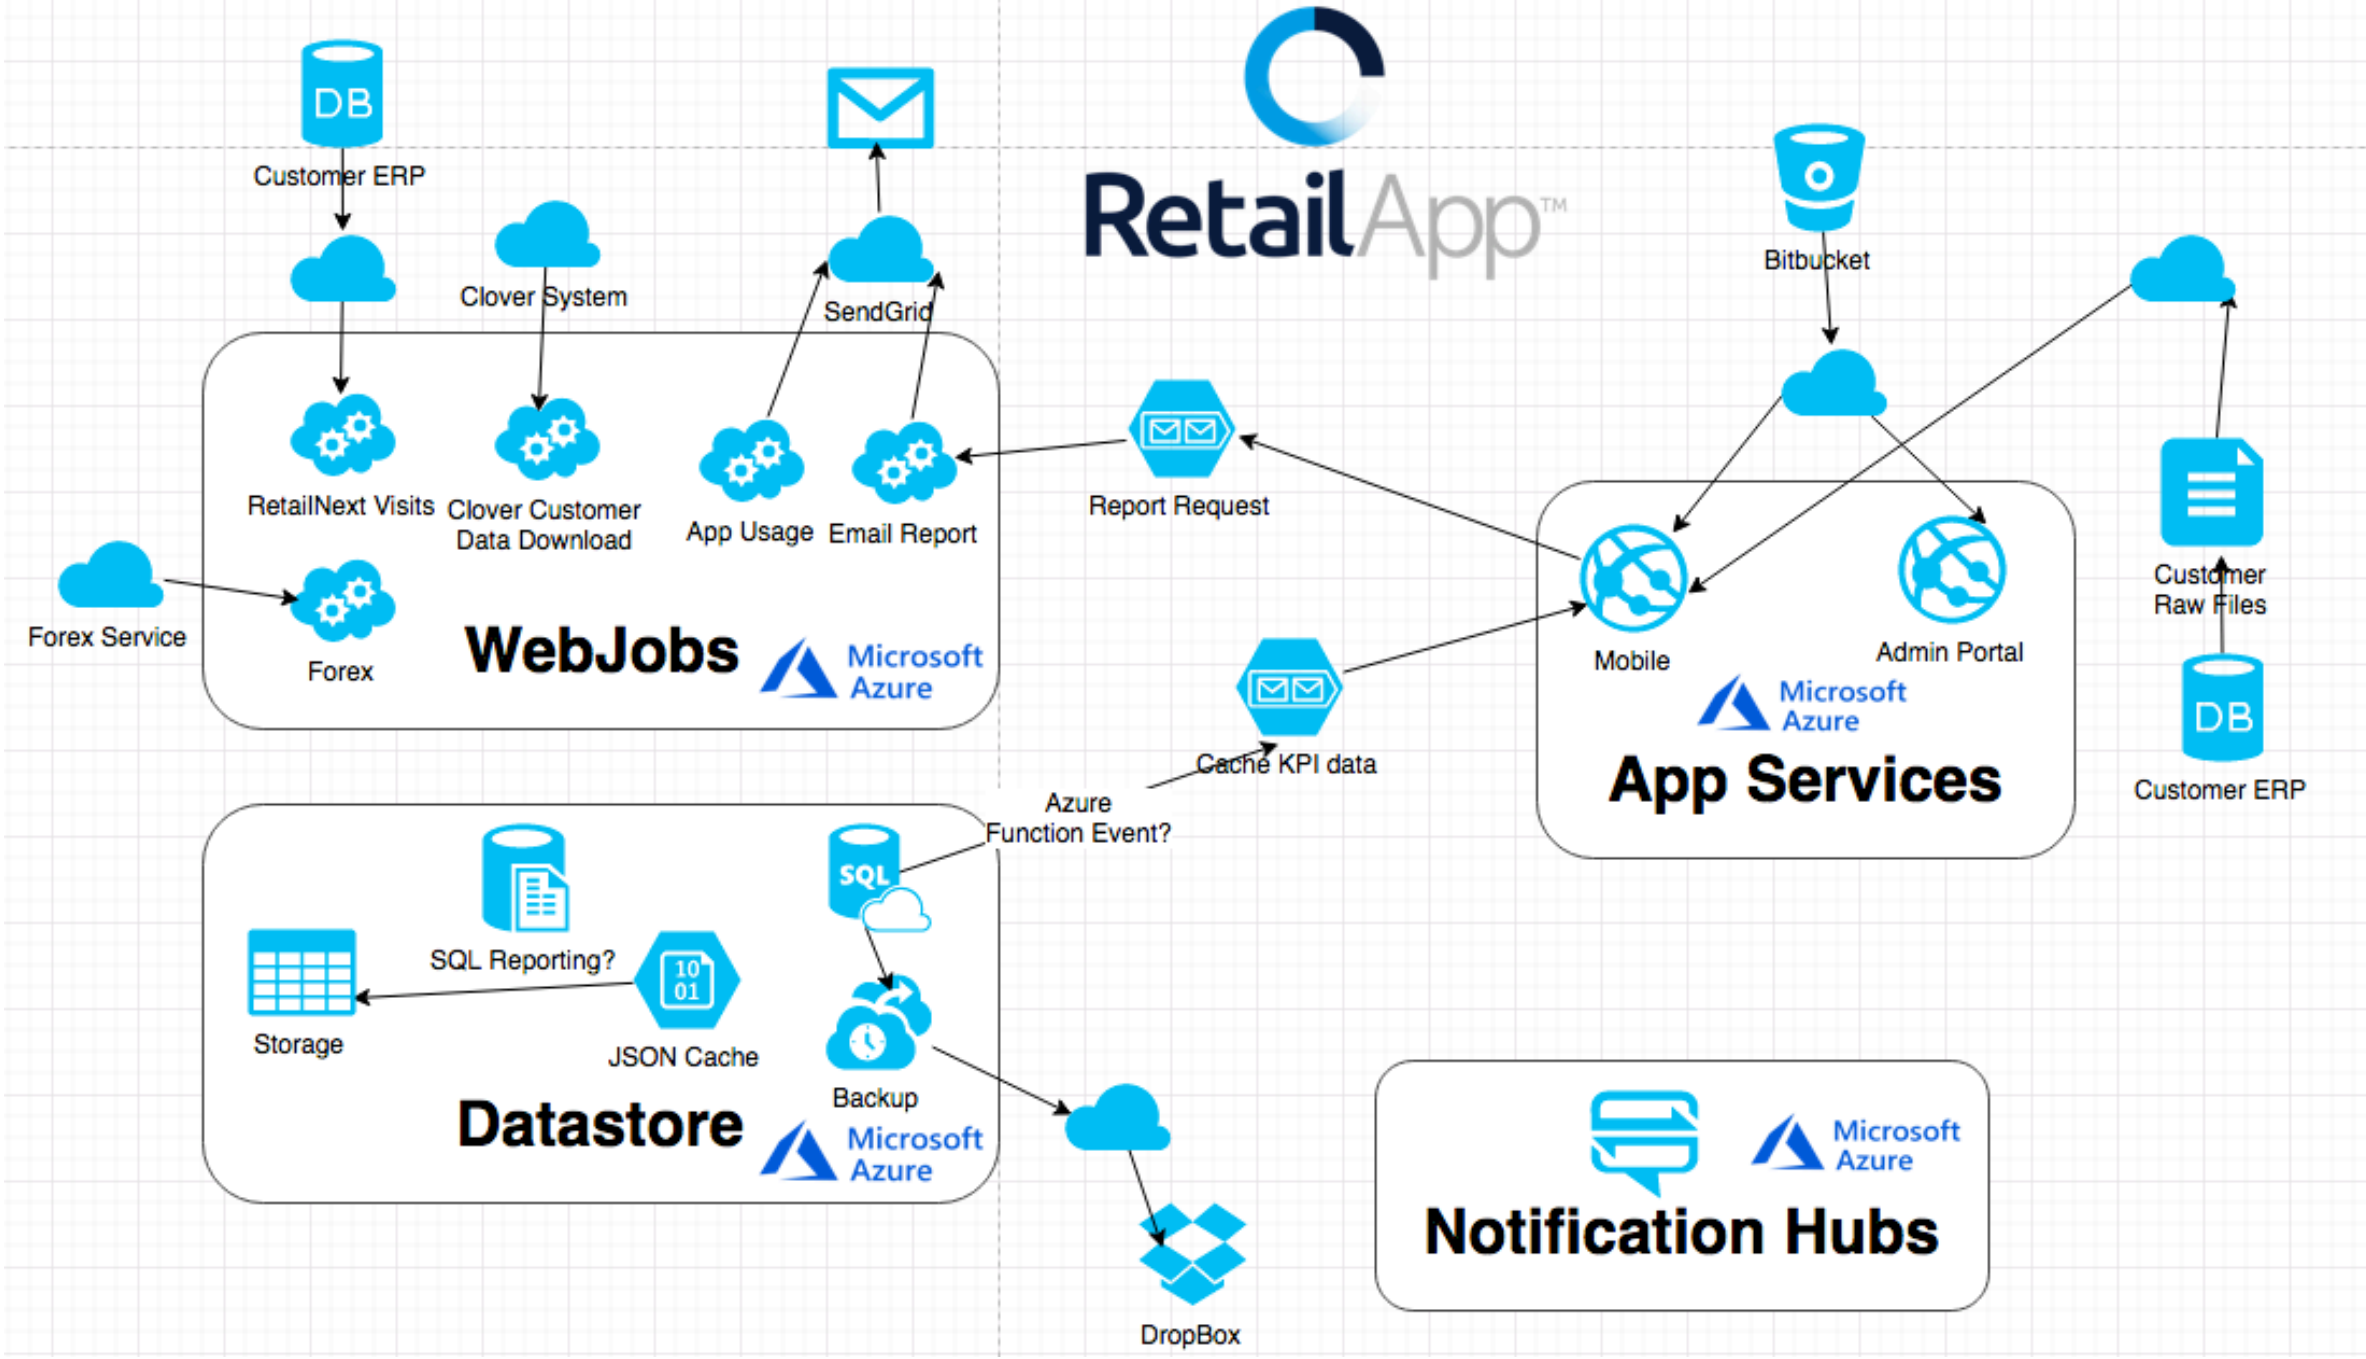 DB
Customer ERP
Clover System
SendGrid
RetailApp™
Bitbucket
RetailNext Visits
Clover Customer
Data Download
App Usage
Email Report
Forex Service
Forex
WebJobs
Microsoft
Azure
Report Request
Cache KPI data
Azure
Function Event?
Mobile
Admin Portal
Microsoft
Azure
App Services
Customer
Raw Files
DB
Customer ERP
SQL Reporting?
SQL
Storage
10
01
JSON Cache
Backup
Datastore
Microsoft
Azure
DropBox
Microsoft
Azure
Notification Hubs